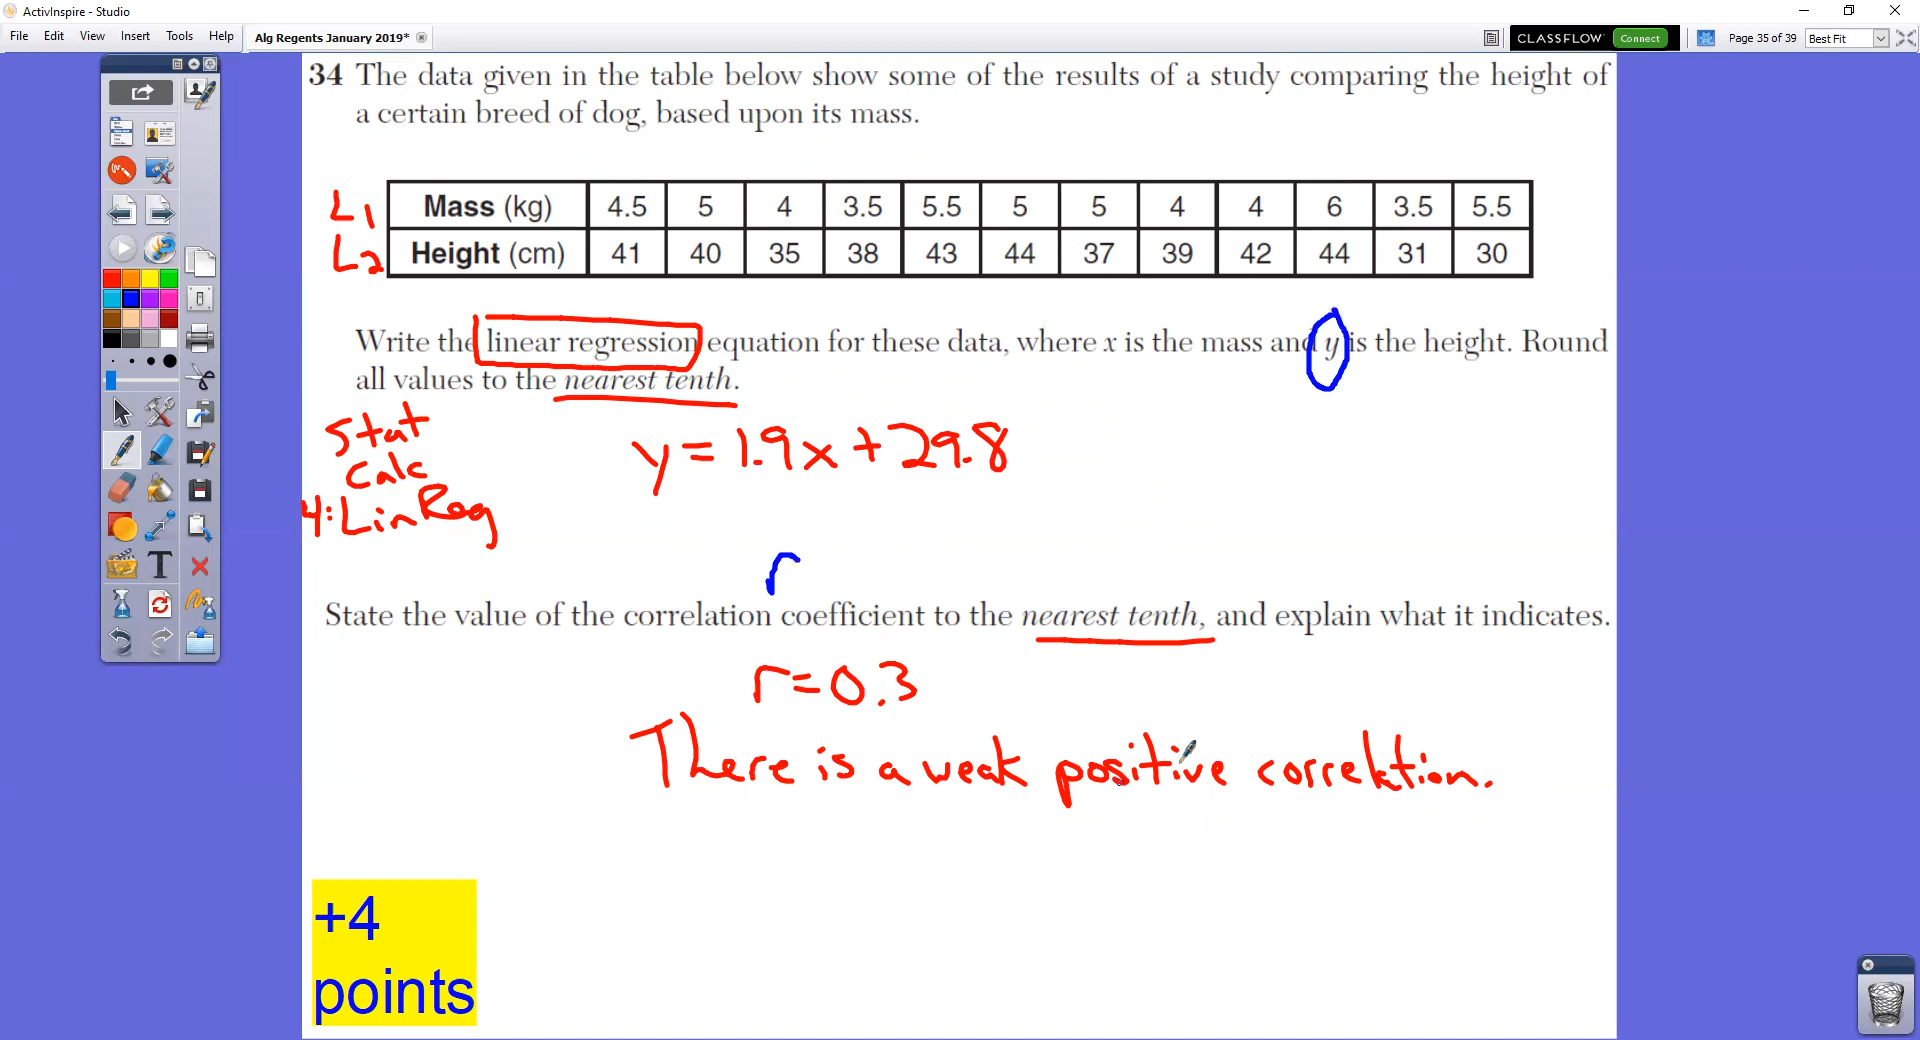 ActivInspire - Studio
File Edit View Insert Tools Help
Alg Regents January 2019*
CLASSFLOW Connect
Page 35 of 39
Best Fit
34 The data given in the table below show some of the results of a study comparing the height of
a certain breed of dog, based upon its mass.
L1 Mass (kg) 4.5 5 4 3.5 5.5 5 5 4 4 6 3.5 5.5
L2 Height (cm) 41 40 35 38 43 44 37 39 42 44 31 30
Write the linear regression equation for these data, where x is the mass and y is the height. Round
all values to the nearest tenth.
Stat
Calc
4: LinReg
y = 1.9x + 29.8
r
State the value of the correlation coefficient to the nearest tenth, and explain what it indicates.
r = 0.3
There is a weak positive correlation.
+4
points